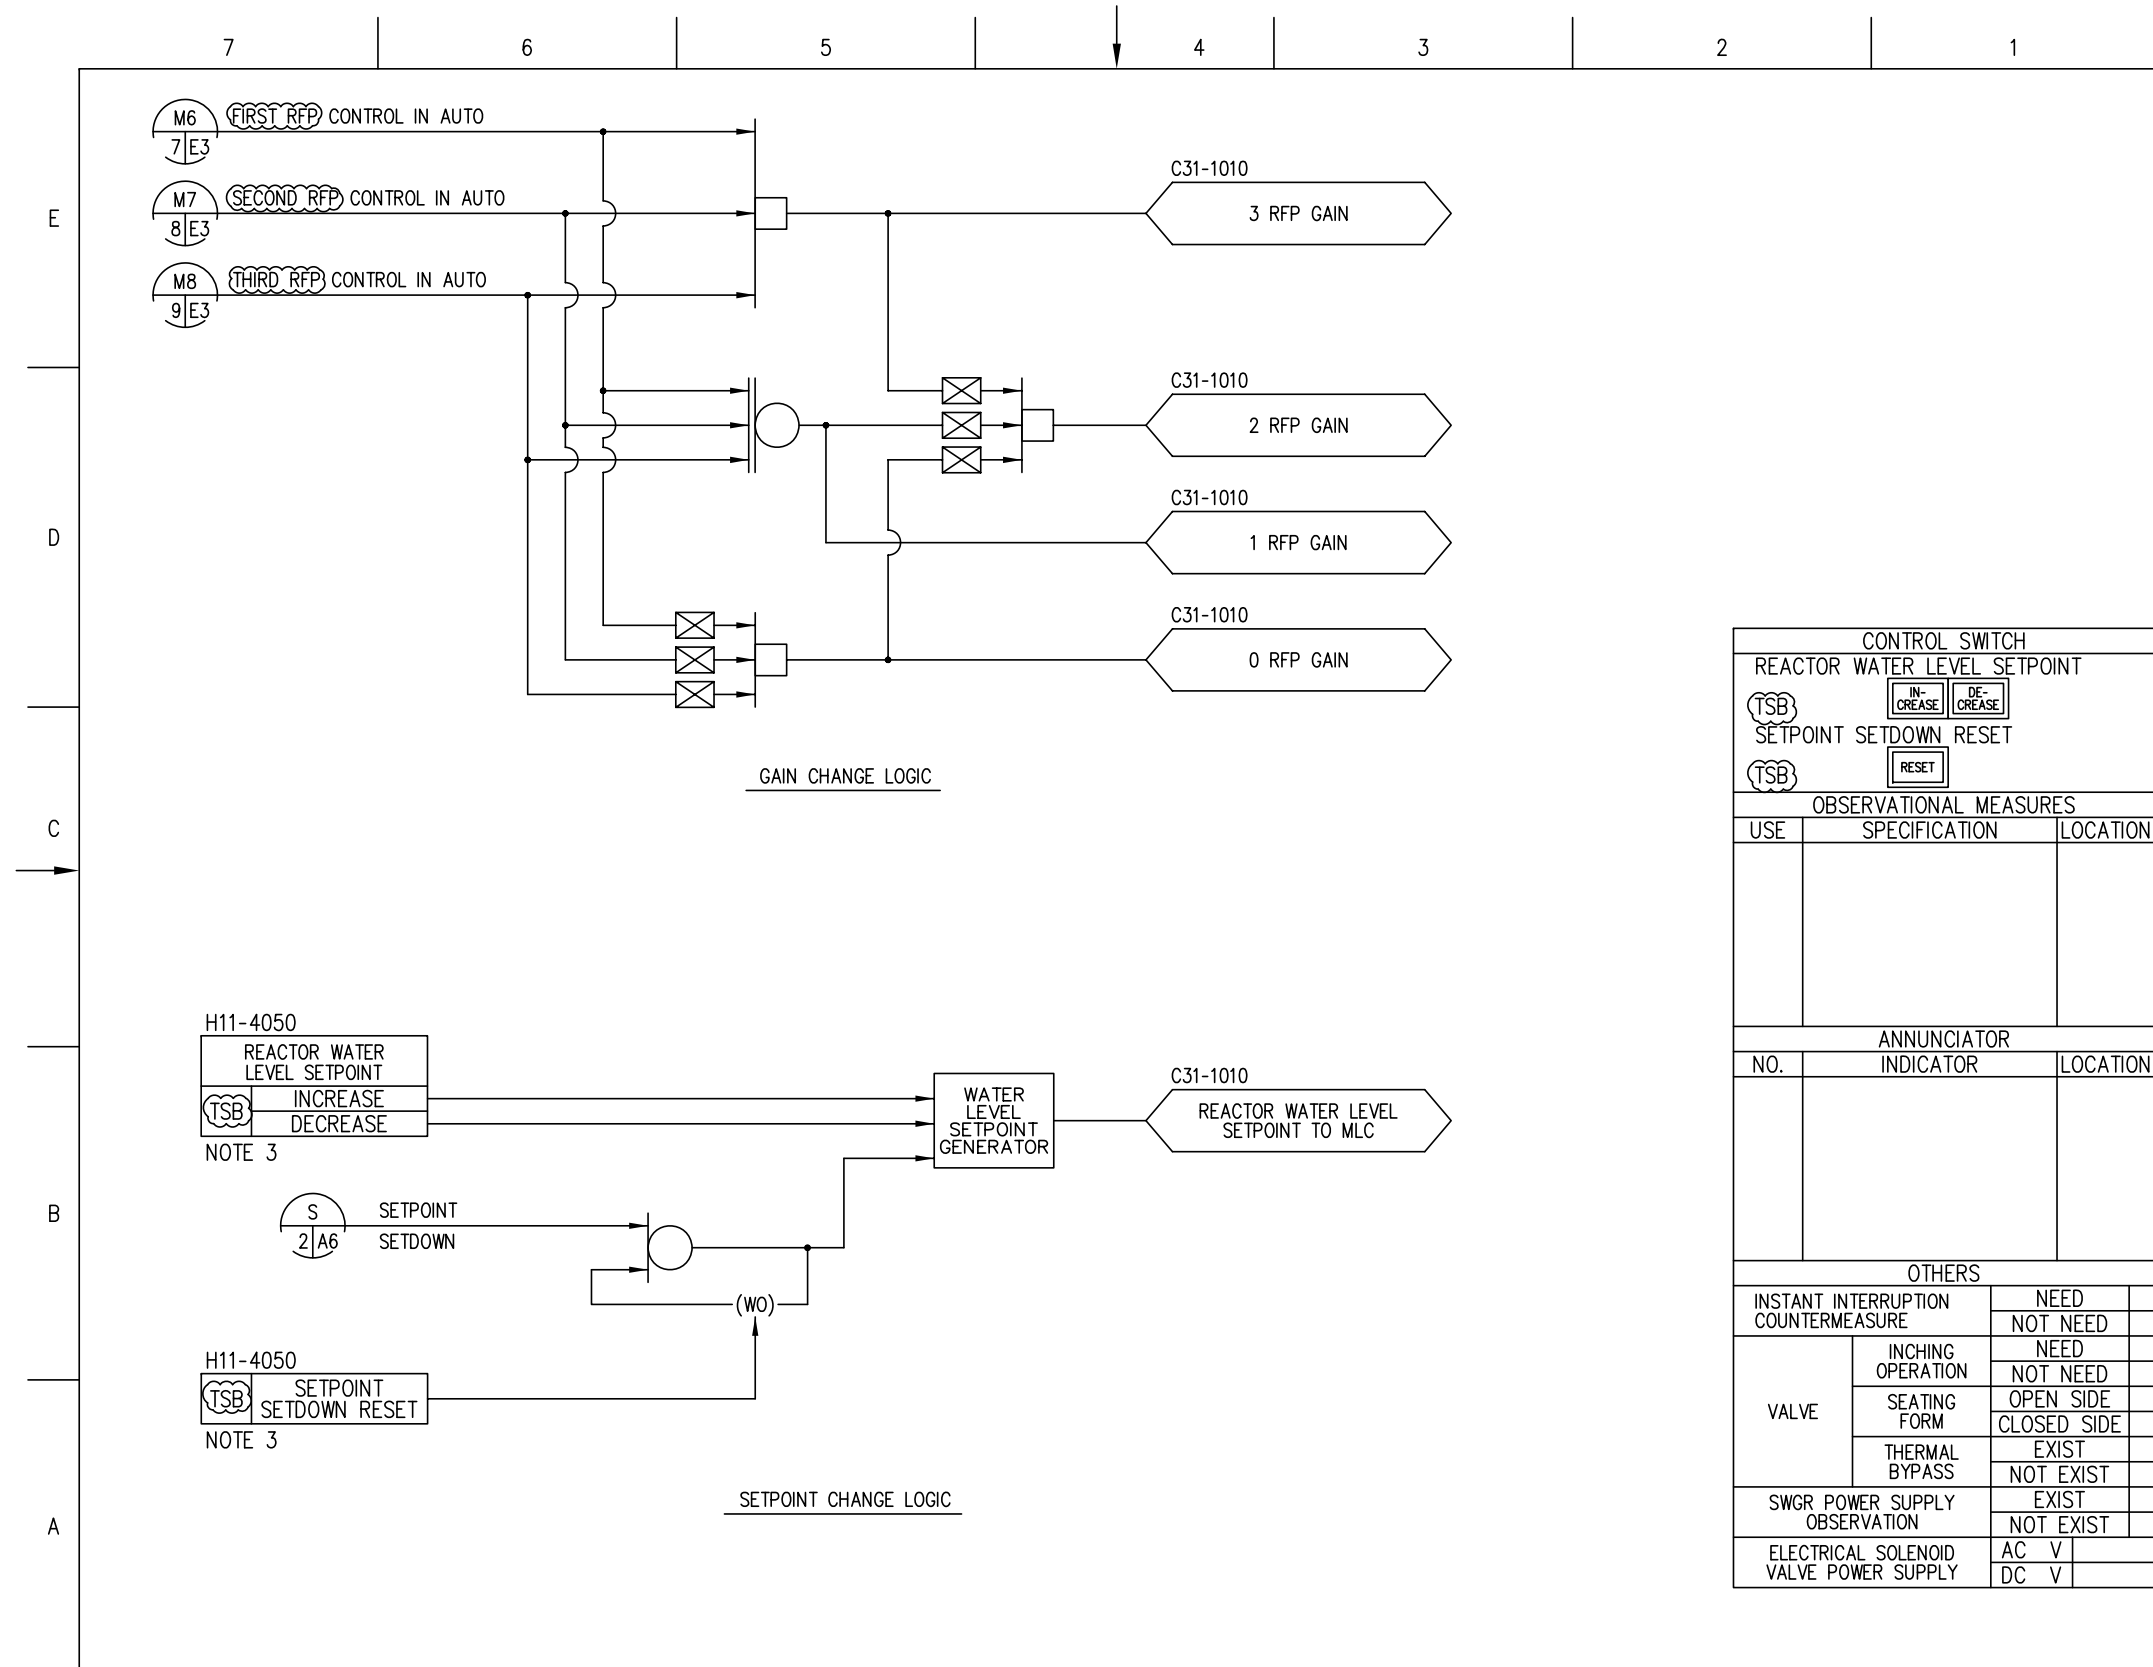 7 6 5 4 3 2 1
M6
7 E3
FIRST RFP CONTROL IN AUTO
M7
8 E3
SECOND RFP CONTROL IN AUTO
M8
9 E3
THIRD RFP CONTROL IN AUTO
E
D
C
B
A
C31-1010
3 RFP GAIN
C31-1010
2 RFP GAIN
C31-1010
1 RFP GAIN
C31-1010
0 RFP GAIN
GAIN CHANGE LOGIC
H11-4050
REACTOR WATER
LEVEL SETPOINT
TSB
INCREASE
DECREASE
NOTE 3
WATER
LEVEL
SETPOINT
GENERATOR
C31-1010
REACTOR WATER LEVEL
SETPOINT TO MLC
S
2 A6
SETPOINT
SETDOWN
(WO)
H11-4050
TSB
SETPOINT
SETDOWN RESET
NOTE 3
SETPOINT CHANGE LOGIC
CONTROL SWITCH
REACTOR WATER LEVEL SETPOINT
TSB
IN-
CREASE
DE-
CREASE
SETPOINT SETDOWN RESET
TSB
RESET
OBSERVATIONAL MEASURES
USE SPECIFICATION LOCATION
ANNUNCIATOR
NO. INDICATOR LOCATION
OTHERS
INSTANT INTERRUPTION
COUNTERMEASURE
NEED
NOT NEED
VALVE
INCHING
OPERATION
NEED
NOT NEED
SEATING
FORM
OPEN SIDE
CLOSED SIDE
THERMAL
BYPASS
EXIST
NOT EXIST
SWGR POWER SUPPLY
OBSERVATION
EXIST
NOT EXIST
ELECTRICAL SOLENOID
VALVE POWER SUPPLY
AC V
DC V